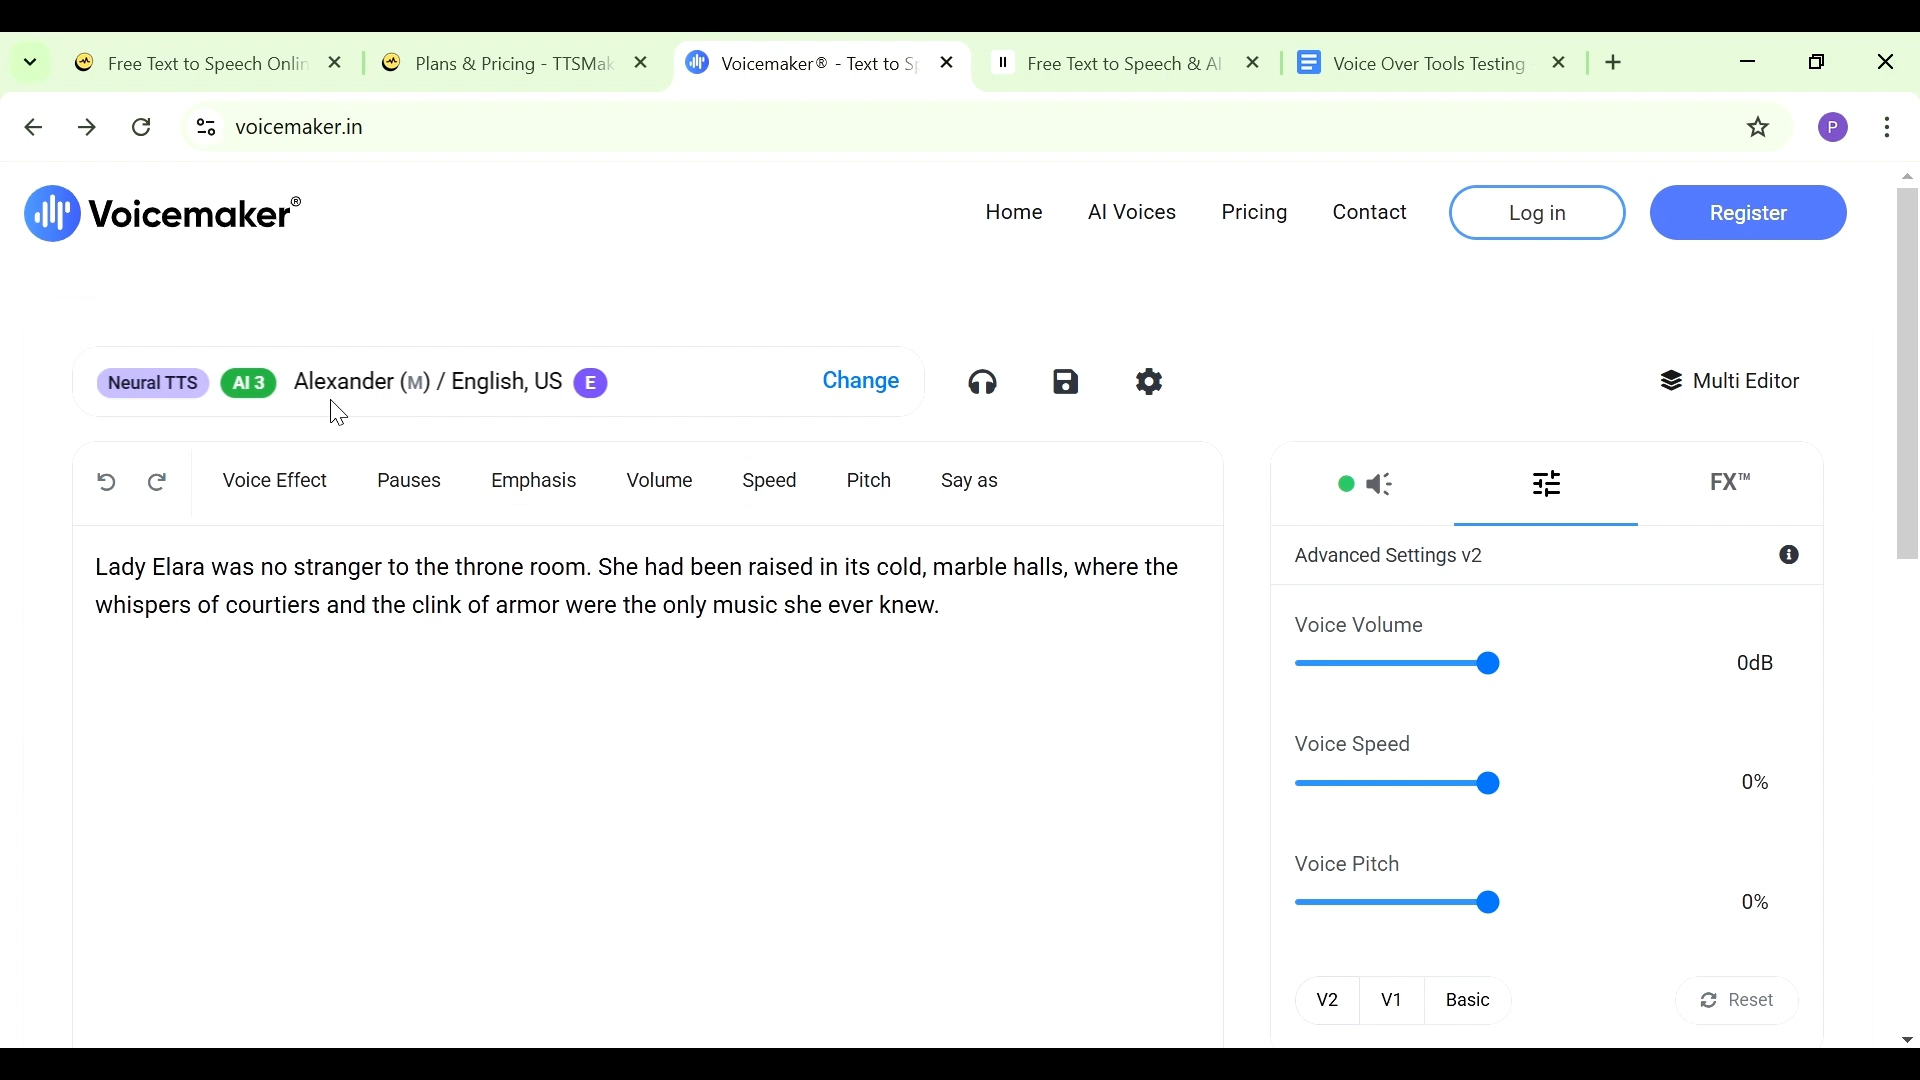 Free Text to Speech Onlin
Plans & Pricing - TTSMak
Voicemaker® - Text to Sp
Free Text to Speech & AI
Voice Over Tools Testing
voicemaker.in
P
Voicemaker®
Home
AI Voices
Pricing
Contact
Log in
Register
Neural TTS
AI 3
Alexander (M) / English, US
E
Change
Multi Editor
Voice Effect
Pauses
Emphasis
Volume
Speed
Pitch
Say as
FX™
Lady Elara was no stranger to the throne room. She had been raised in its cold, marble halls, where the
whispers of courtiers and the clink of armor were the only music she ever knew.
Advanced Settings v2
Voice Volume
0dB
Voice Speed
0%
Voice Pitch
0%
V2
V1
Basic
Reset